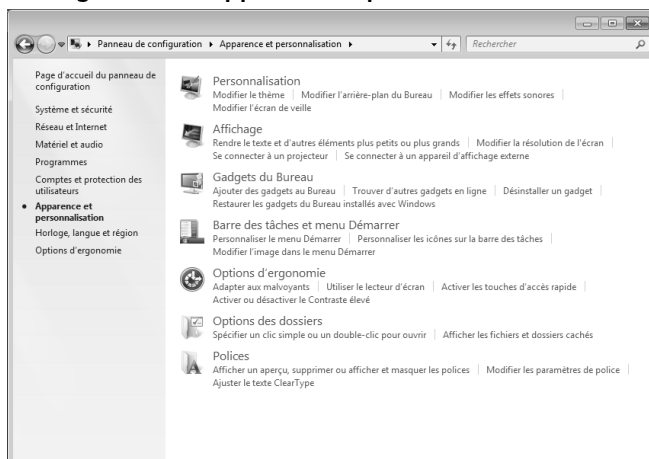 Panneau de configuration ▸ Apparence et personnalisation ▸
Rechercher
Page d'accueil du panneau de
configuration
Système et sécurité
Réseau et Internet
Matériel et audio
Programmes
Comptes et protection des
utilisateurs
Apparence et
personnalisation
Horloge, langue et région
Options d'ergonomie
Personnalisation
Modifier le thème | Modifier l'arrière-plan du Bureau | Modifier les effets sonores |
Modifier l'écran de veille
Affichage
Rendre le texte et d'autres éléments plus petits ou plus grands | Modifier la résolution de l'écran |
Se connecter à un projecteur | Se connecter à un appareil d'affichage externe
Gadgets du Bureau
Ajouter des gadgets au Bureau | Trouver d'autres gadgets en ligne | Désinstaller un gadget |
Restaurer les gadgets du Bureau installés avec Windows
Barre des tâches et menu Démarrer
Personnaliser le menu Démarrer | Personnaliser les icônes sur la barre des tâches |
Modifier l'image dans le menu Démarrer
Options d'ergonomie
Adapter aux malvoyants | Utiliser le lecteur d'écran | Activer les touches d'accès rapide |
Activer ou désactiver le Contraste élevé
Options des dossiers
Spécifier un clic simple ou un double-clic pour ouvrir | Afficher les fichiers et dossiers cachés
Polices
Afficher un aperçu, supprimer ou afficher et masquer les polices | Modifier les paramètres de police |
Ajuster le texte ClearType